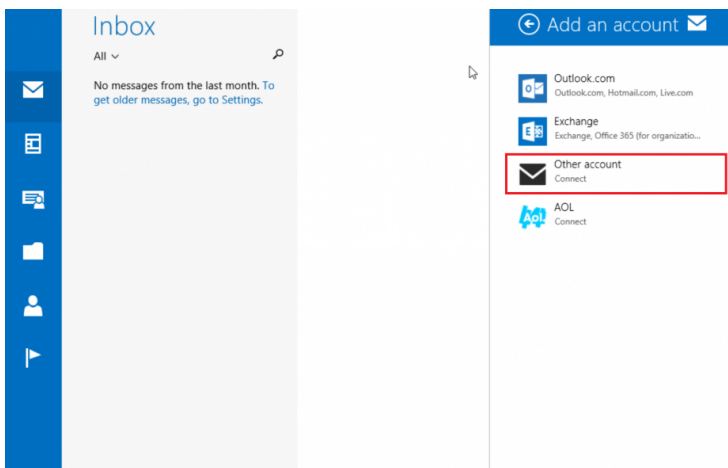 Inbox
All
No messages from the last month. To
get older messages, go to Settings.
Add an account
Outlook.com
Outlook.com, Hotmail.com, Live.com
Exchange
Exchange, Office 365 (for organizatio...
Other account
Connect
Aol.
AOL
Connect